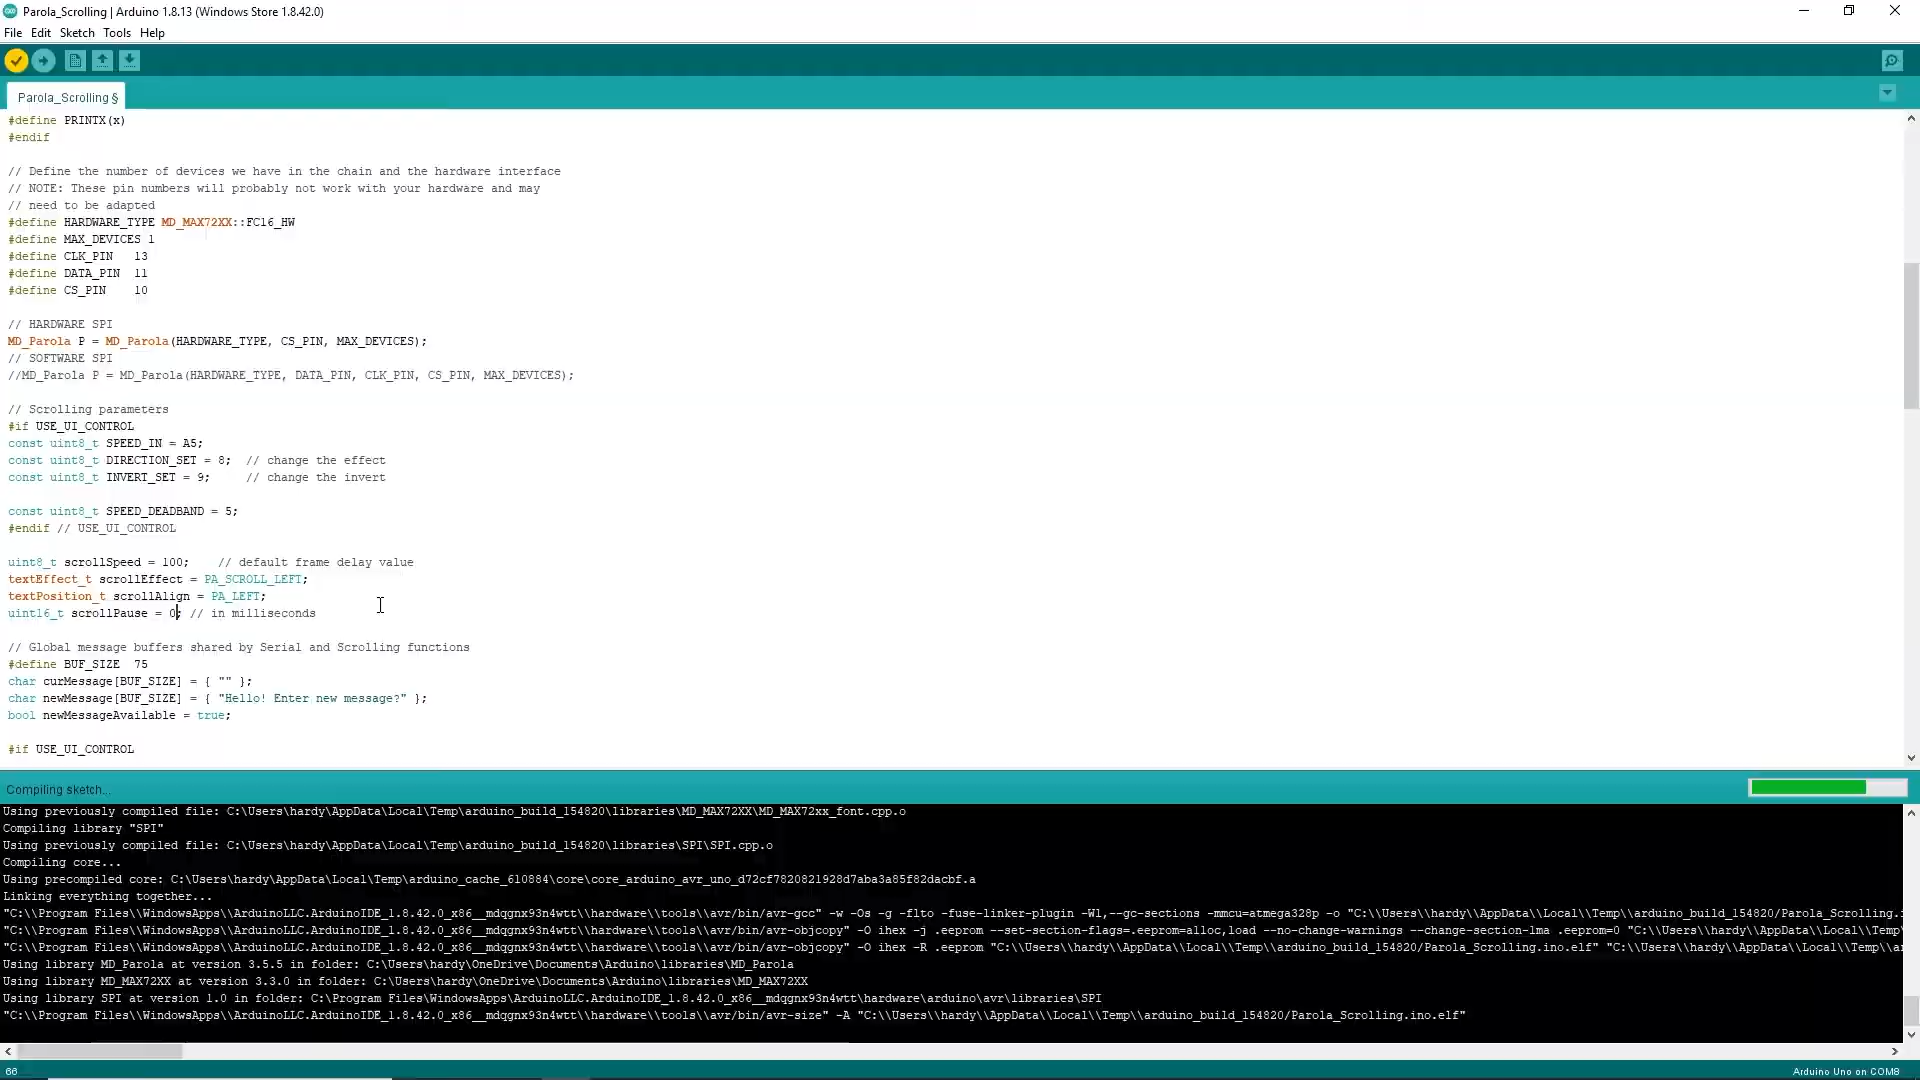 Parola_Scrolling | Arduino 1.8.13 (Windows Store 1.8.42.0)
File Edit Sketch Tools Help
Parola_Scrolling §
#define PRINTX(x)
#endif
// Define the number of devices we have in the chain and the hardware interface
// NOTE: These pin numbers will probably not work with your hardware and may
// need to be adapted
#define HARDWARE_TYPE MD_MAX72XX::FC16_HW
#define MAX_DEVICES 1
#define CLK_PIN   13
#define DATA_PIN  11
#define CS_PIN    10
// HARDWARE SPI
MD_Parola P = MD_Parola(HARDWARE_TYPE, CS_PIN, MAX_DEVICES);
// SOFTWARE SPI
//MD_Parola P = MD_Parola(HARDWARE_TYPE, DATA_PIN, CLK_PIN, CS_PIN, MAX_DEVICES);
// Scrolling parameters
#if USE_UI_CONTROL
const uint8_t SPEED_IN = A5;
const uint8_t DIRECTION_SET = 8;  // change the effect
const uint8_t INVERT_SET = 9;     // change the invert
const uint8_t SPEED_DEADBAND = 5;
#endif // USE_UI_CONTROL
uint8_t scrollSpeed = 100;    // default frame delay value
textEffect_t scrollEffect = PA_SCROLL_LEFT;
textPosition_t scrollAlign = PA_LEFT;
uint16_t scrollPause = 0; // in milliseconds
// Global message buffers shared by Serial and Scrolling functions
#define BUF_SIZE  75
char curMessage[BUF_SIZE] = { "" };
char newMessage[BUF_SIZE] = { "Hello! Enter new message?" };
bool newMessageAvailable = true;
#if USE_UI_CONTROL
Compiling sketch...
Using previously compiled file: C:\Users\hardy\AppData\Local\Temp\arduino_build_154820\libraries\MD_MAX72XX\MD_MAX72xx_font.cpp.o
Compiling library "SPI"
Using previously compiled file: C:\Users\hardy\AppData\Local\Temp\arduino_build_154820\libraries\SPI\SPI.cpp.o
Compiling core...
Using precompiled core: C:\Users\hardy\AppData\Local\Temp\arduino_cache_610884\core\core_arduino_avr_uno_d72cf7820821928d7aba3a85f82dacbf.a
Linking everything together...
"C:\\Program Files\\WindowsApps\\ArduinoLLC.ArduinoIDE_1.8.42.0_x86__mdqgnx93n4wtt\\hardware\\tools\\avr/bin/avr-gcc" -w -Os -g -flto -fuse-linker-plugin -Wl,--gc-sections -mmcu=atmega328p -o "C:\\Users\\hardy\\AppData\\Local\\Temp\\arduino_build_154820/Parola_Scrolling.i
"C:\\Program Files\\WindowsApps\\ArduinoLLC.ArduinoIDE_1.8.42.0_x86__mdqgnx93n4wtt\\hardware\\tools\\avr/bin/avr-objcopy" -O ihex -j .eeprom --set-section-flags=.eeprom=alloc,load --no-change-warnings --change-section-lma .eeprom=0 "C:\\Users\\hardy\\AppData\\Local\\Temp
"C:\\Program Files\\WindowsApps\\ArduinoLLC.ArduinoIDE_1.8.42.0_x86__mdqgnx93n4wtt\\hardware\\tools\\avr/bin/avr-objcopy" -O ihex -R .eeprom "C:\\Users\\hardy\\AppData\\Local\\Temp\\arduino_build_154820/Parola_Scrolling.ino.elf" "C:\\Users\\hardy\\AppData\\Local\\Temp\\a
Using library MD_Parola at version 3.5.5 in folder: C:\Users\hardy\OneDrive\Documents\Arduino\libraries\MD_Parola
Using library MD_MAX72XX at version 3.3.0 in folder: C:\Users\hardy\OneDrive\Documents\Arduino\libraries\MD_MAX72XX
Using library SPI at version 1.0 in folder: C:\Program Files\WindowsApps\ArduinoLLC.ArduinoIDE_1.8.42.0_x86__mdqgnx93n4wtt\hardware\arduino\avr\libraries\SPI
"C:\\Program Files\\WindowsApps\\ArduinoLLC.ArduinoIDE_1.8.42.0_x86__mdqgnx93n4wtt\\hardware\\tools\\avr/bin/avr-size" -A "C:\\Users\\hardy\\AppData\\Local\\Temp\\arduino_build_154820/Parola_Scrolling.ino.elf"
66
Arduino Uno on COM8